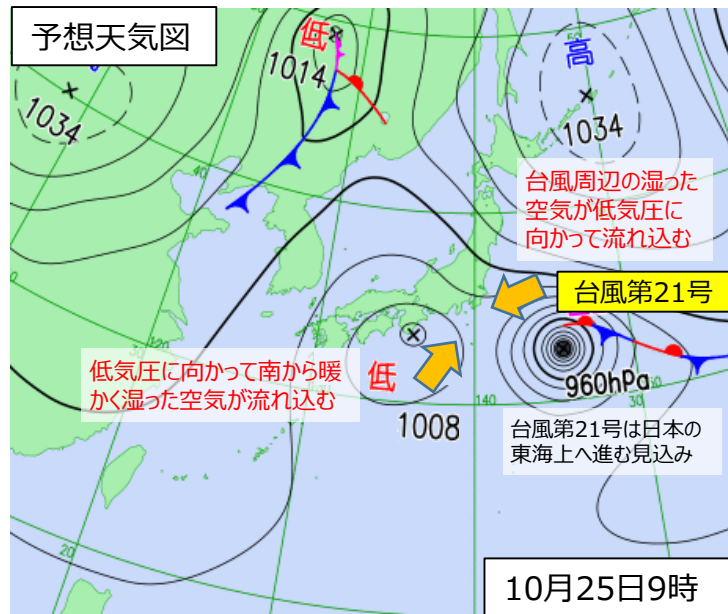 予想天気図
低
1014
1034
高
1034
40
台風周辺の湿った
空気が低気圧に
向かって流れ込む
台風第21号
低気圧に向かって南から暖
かく湿った空気が流れ込む
低
1008
960hPa
140
30
台風第21号は日本の
東海上へ進む見込み
20
10月25日9時